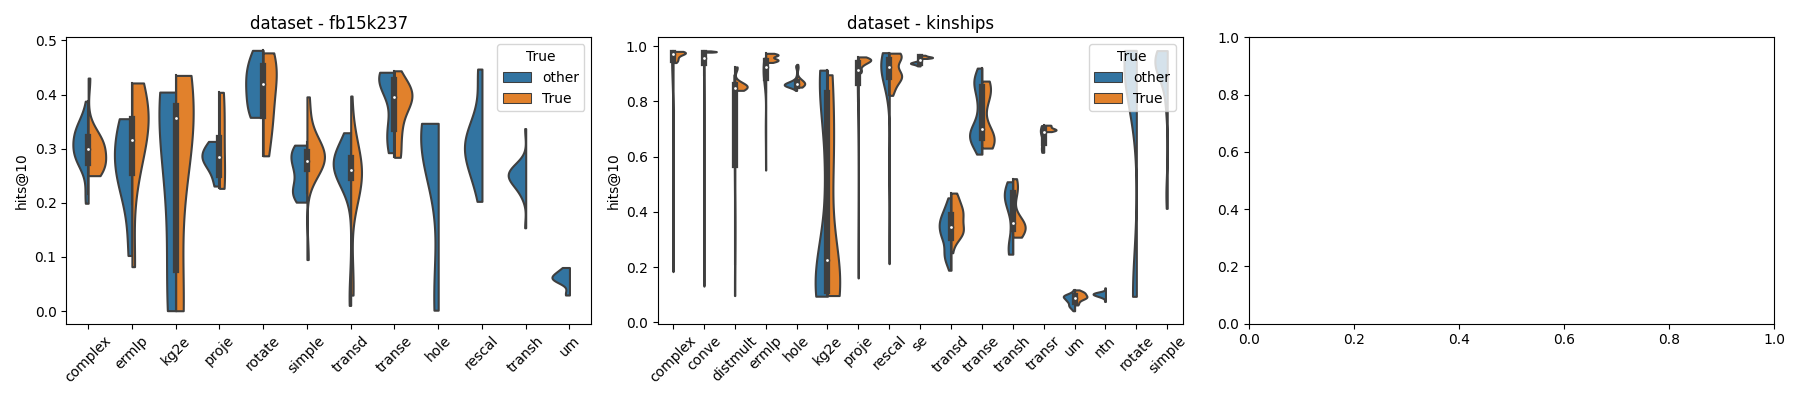 dataset - fb15k237
hits@10
0.5
0.4
0.3
0.2
0.1
0.0
True
other
True
complex
ermlp
kg2e
proje
rotate
simple
transd
transe
hole
rescal
transh
um
dataset - kinships
hits@10
1.0
0.8
0.6
0.4
0.2
0.0
True
other
True
complex
conve
distmult
ermlp
hole
kg2e
proje
rescal
se
transd
transe
transh
transr
um
ntn
rotate
simple
1.0
0.8
0.6
0.4
0.2
0.0
0.0 0.2 0.4 0.6 0.8 1.0